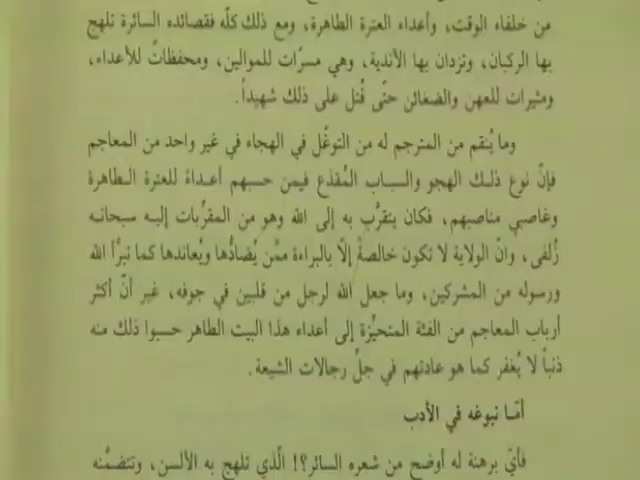 من خلفاء الوقت، وأعداء العترة الطاهرة، ومع ذلك كلّه فقصائده السائرة تلهج
بها الركبان، وتزدان بها الأندية، وهي مسرّات للموالين، ومحفظاتٌ للأعداء،
ومثيرات للعهن والضغائن حتّى قُتل على ذلك شهيداً.
وما يُنقم من المترجم له من التوغّل في الهجاء في غير واحد من المعاجم
فإنّ نوع ذلك الهجو والسباب المُقذع فيمن حسبهم أعداءً للعترة الطاهرة
وغاصبي مناصبهم، فكان يتقرّب به إلى الله وهو من المقرّبات إليه سبحانه
زُلفى، وانّ الولاية لا تكون خالصةً إلّا بالبراءة ممّن يُضادُّها ويُعاندها كما تبرّأ الله
ورسوله من المشركين، وما جعل الله لرجل من قلبين في جوفه، غير أنّ أكثر
أرباب المعاجم من الفئة المتحيّزة إلى أعداء هذا البيت الطاهر حسبوا ذلك منه
ذنباً لا يُغفر كما هو عادتهم في جلّ رجالات الشيعة.
أمّا نبوغه في الأدب
فأيّ برهنة له أوضح من شعره السائر؟! الّذي تلهج به الألسن، وتتضمّنه